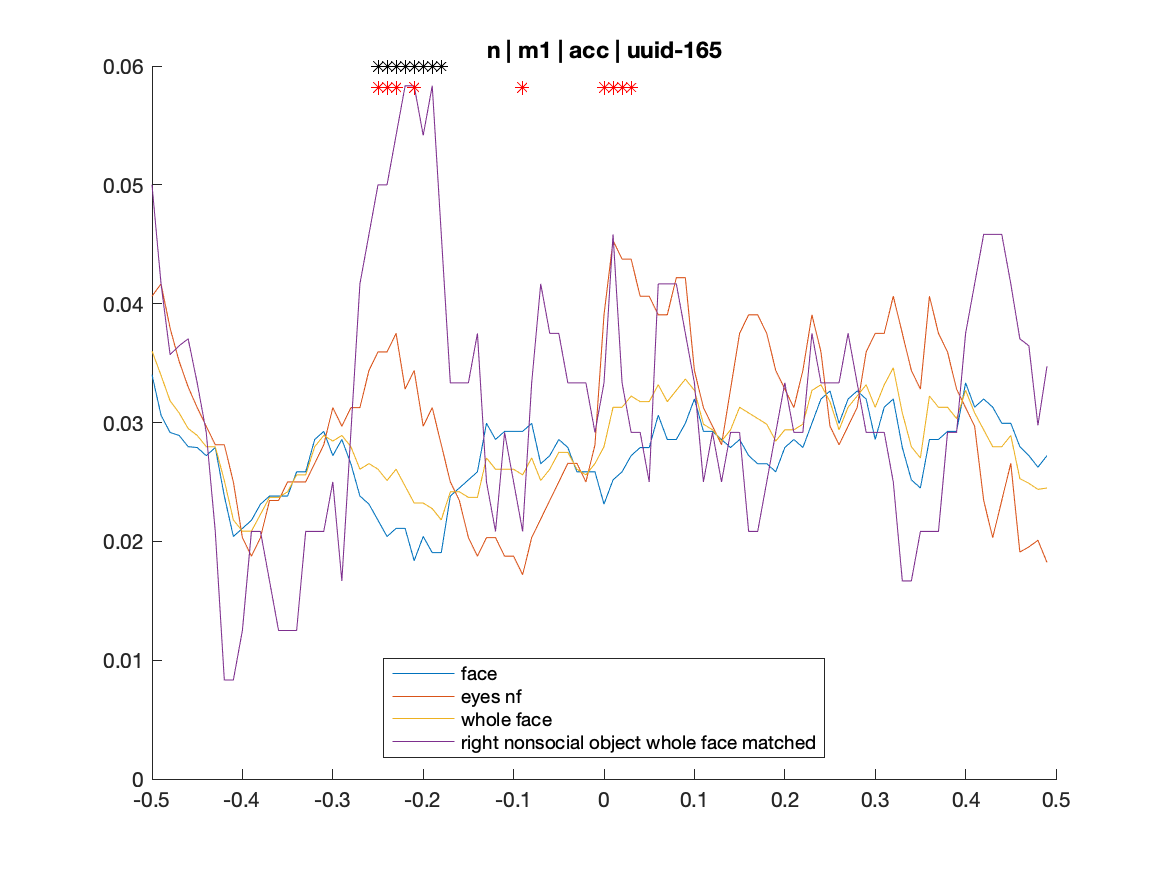 n | m1 | acc | uuid-165
0.06
0.05
0.04
0.03
0.02
0.01
0
face
eyes nf
whole face
right nonsocial object whole face matched
-0.5 -0.4 -0.3 -0.2 -0.1 0 0.1 0.2 0.3 0.4 0.5